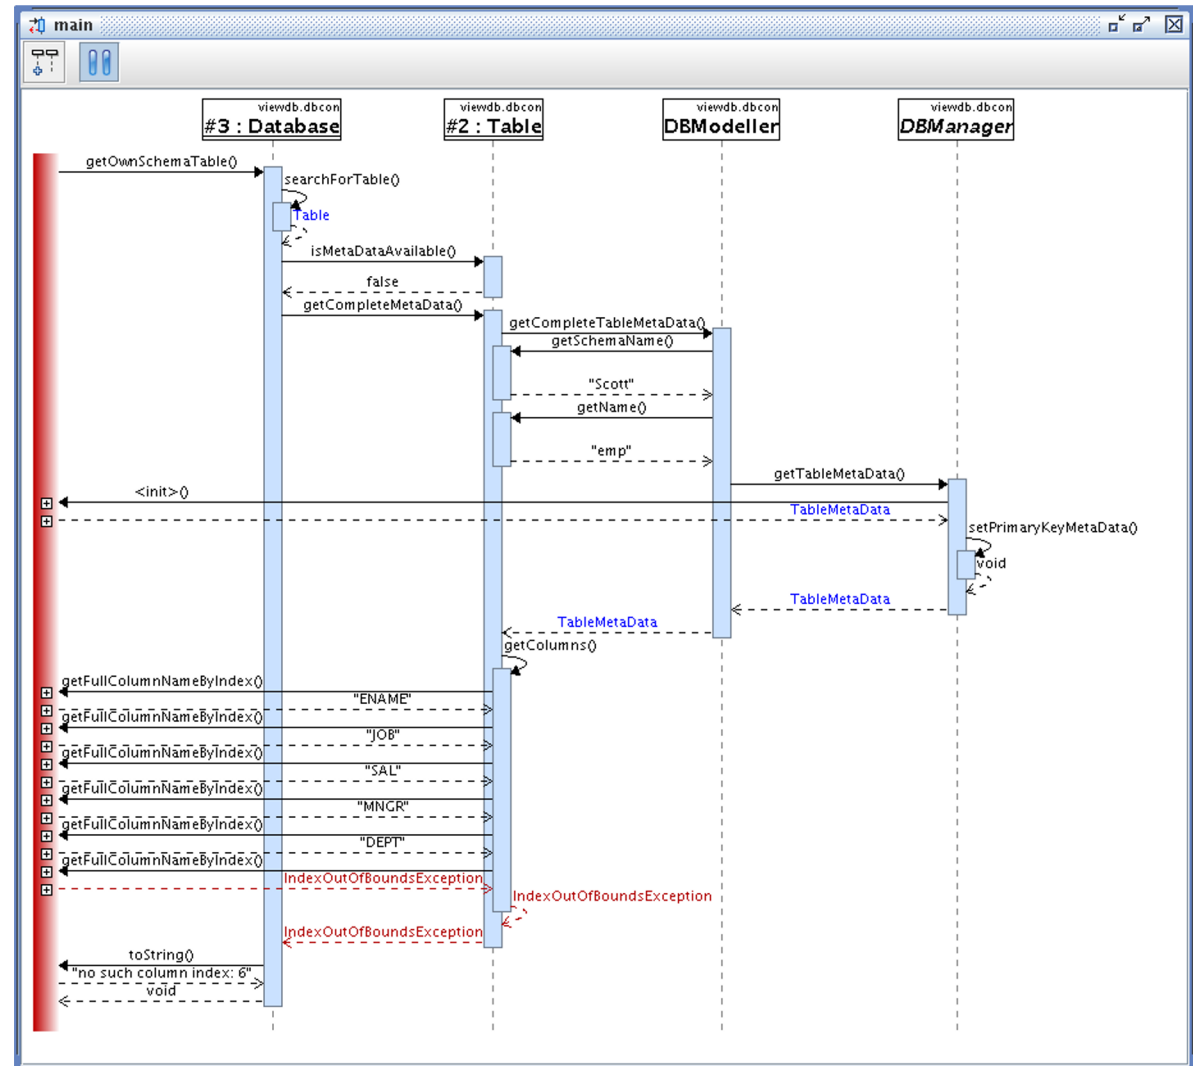 main
viewdb.dbcon
#3 : Database
viewdb.dbcon
#2 : Table
viewdb.dbcon
DBModeller
viewdb.dbcon
DBManager
getOwnSchemaTable()
searchForTable()
Table
isMetaDataAvailable()
false
getCompleteMetaData()
getCompleteTableMetaData()
getSchemaName()
"Scott"
getName()
"emp"
getTableMetaData()
<init>()
TableMetaData
setPrimaryKeyMetaData()
void
TableMetaData
TableMetaData
getColumns()
getFullColumnNameByIndex()
"ENAME"
getFullColumnNameByIndex()
"JOB"
getFullColumnNameByIndex()
"SAL"
getFullColumnNameByIndex()
"MNGR"
getFullColumnNameByIndex()
"DEPT"
getFullColumnNameByIndex()
IndexOutOfBoundsException
IndexOutOfBoundsException
IndexOutOfBoundsException
toString()
"no such column index: 6"
void